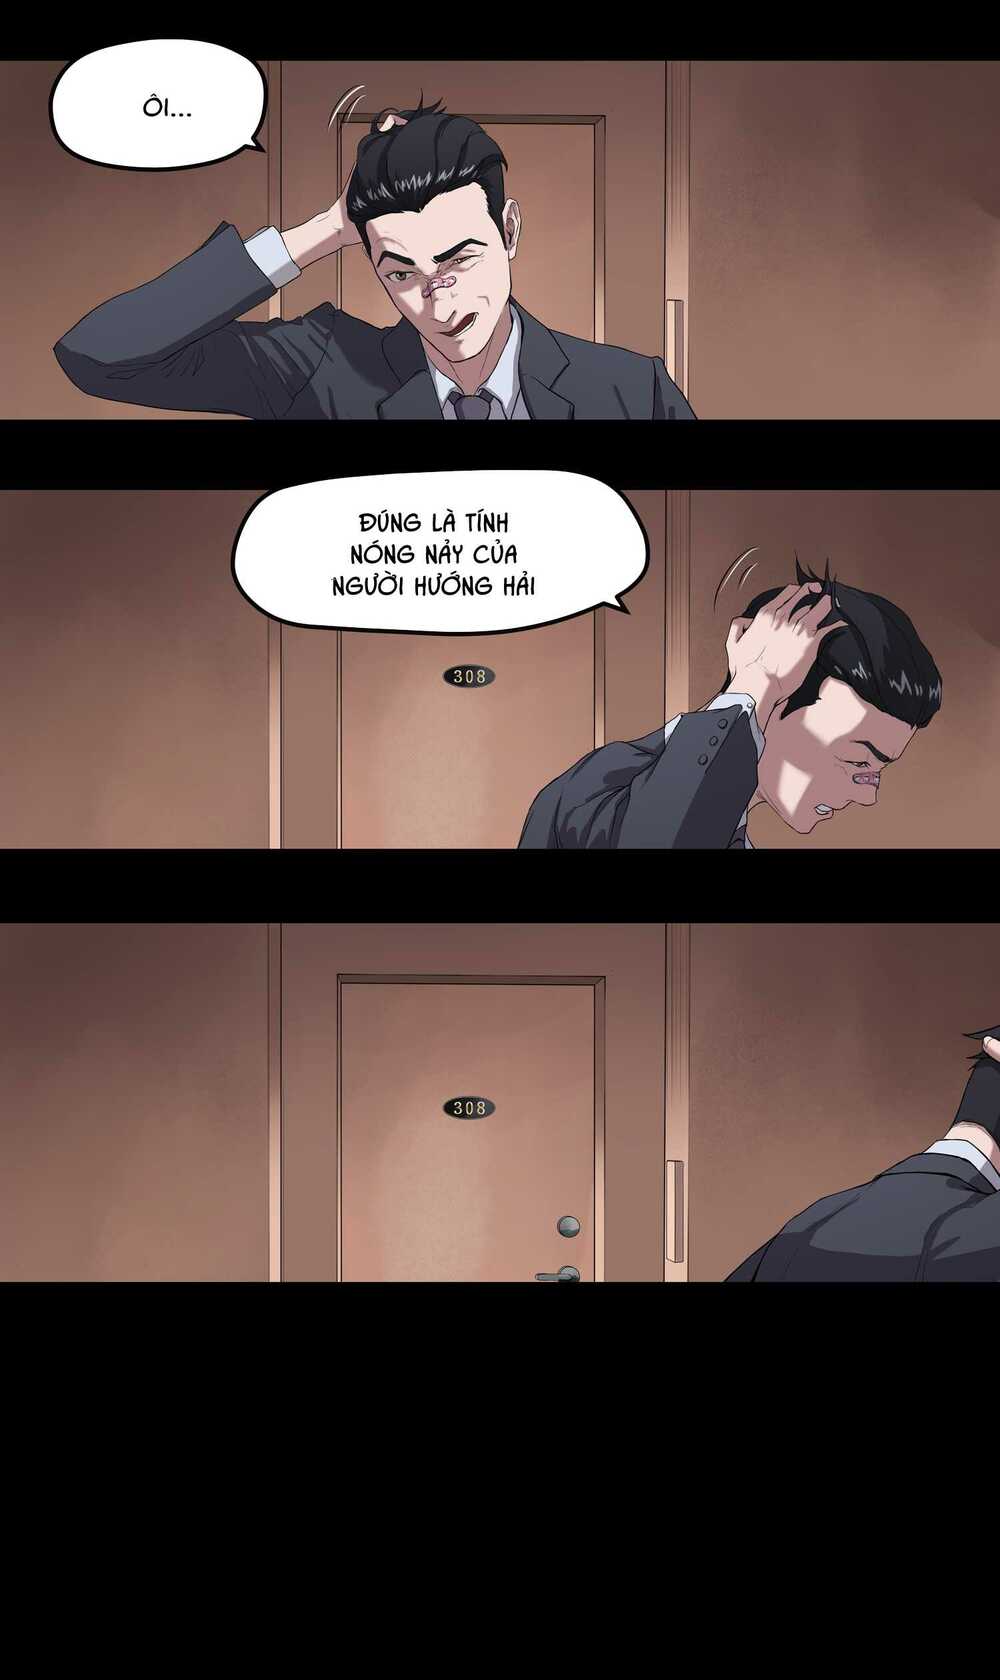 ÔI...
ĐÚNG LÀ TÍNH
NÓNG NẢY CỦA
NGƯỜI HƯỚNG HẢI
308
308